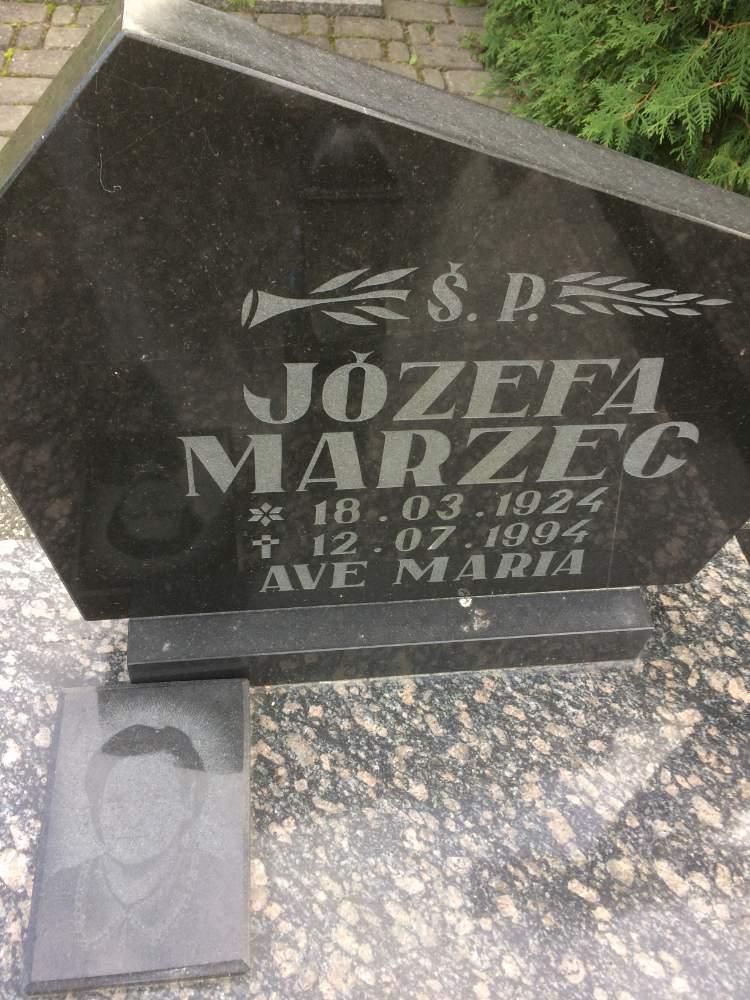 Ś. P.
JÓZEFA
MARZEC
* 18.03.1924
✝ 12.07.1994
AVE MARIA